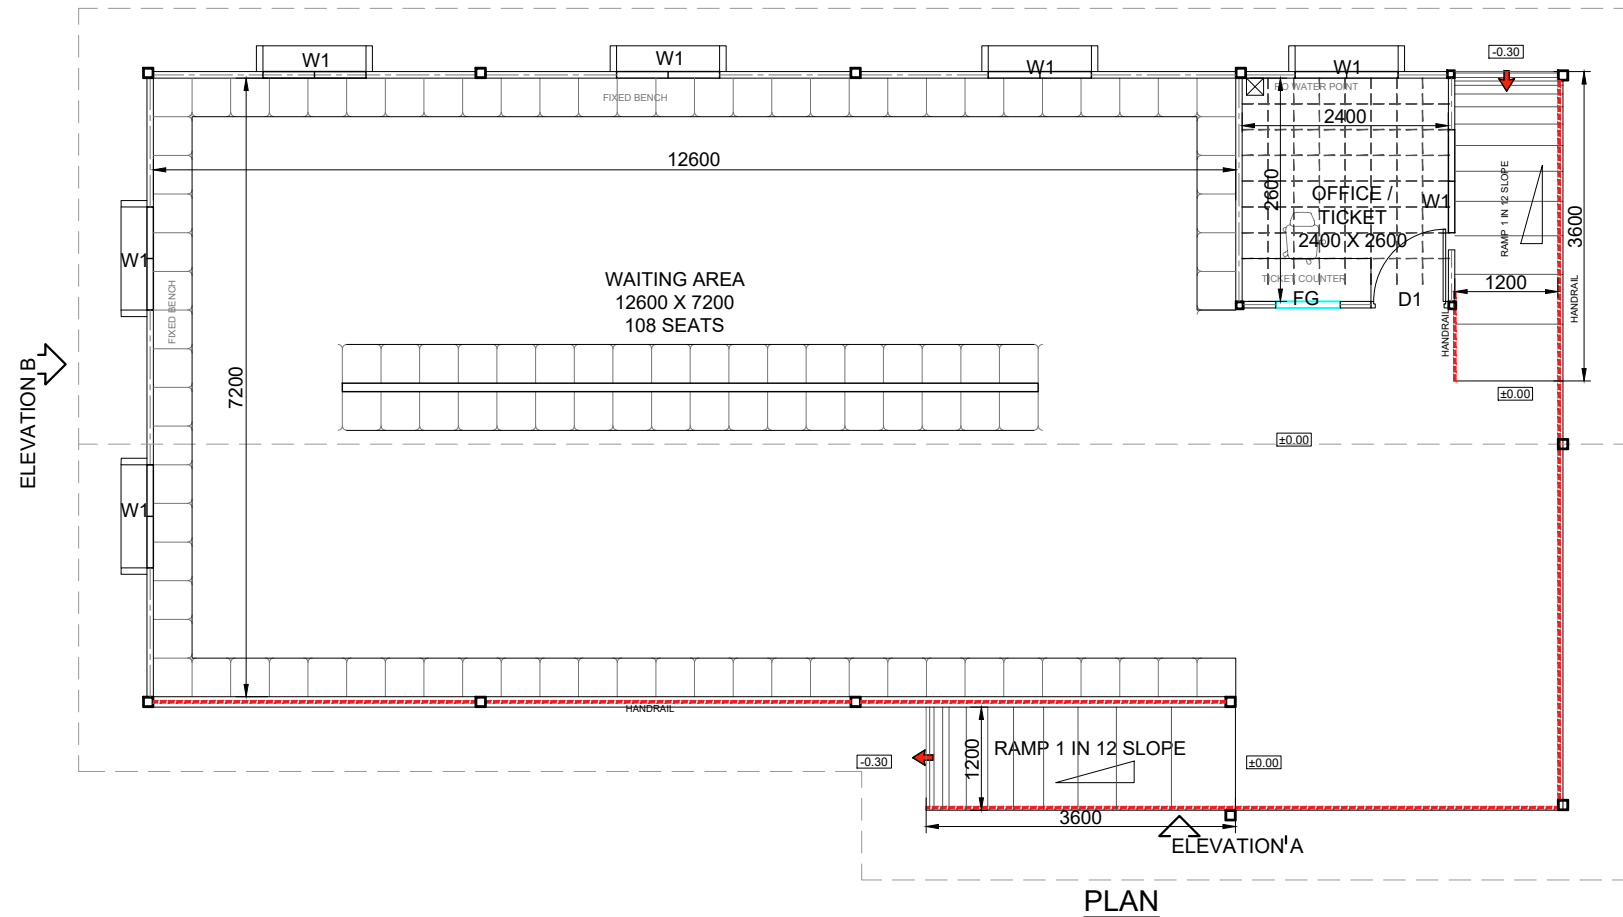 W1
W1
W1
W1
-0.30
FIXED BENCH
WATER POINT
2400
12600
2600
OFFICE /
TICKET
2400 X 2600
W1
RAMP 1 IN 12 SLOPE
3600
W1
WAITING AREA
12600 X 7200
108 SEATS
TICKET COUNTER
FG
D1
1200
HANDRAIL
HANDRAIL
FIXED BENCH
7200
ELEVATION B
±0.00
±0.00
W1
HANDRAIL
-0.30
1200
RAMP 1 IN 12 SLOPE
±0.00
3600
ELEVATION A
PLAN